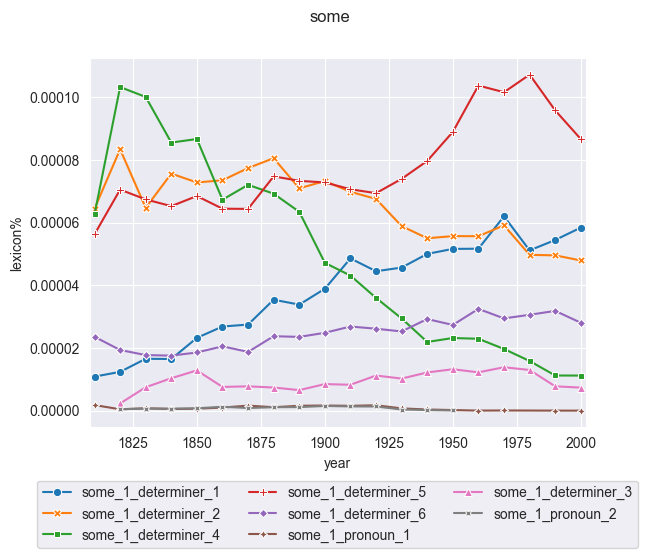 some
0.00010
0.00008
0.00006
0.00004
0.00002
0.00000
lexicon%
1825 1850 1875 1900 1925 1950 1975 2000
year
some_1_determiner_1 some_1_determiner_5 some_1_determiner_3
some_1_determiner_2 some_1_determiner_6 some_1_pronoun_2
some_1_determiner_4 some_1_pronoun_1